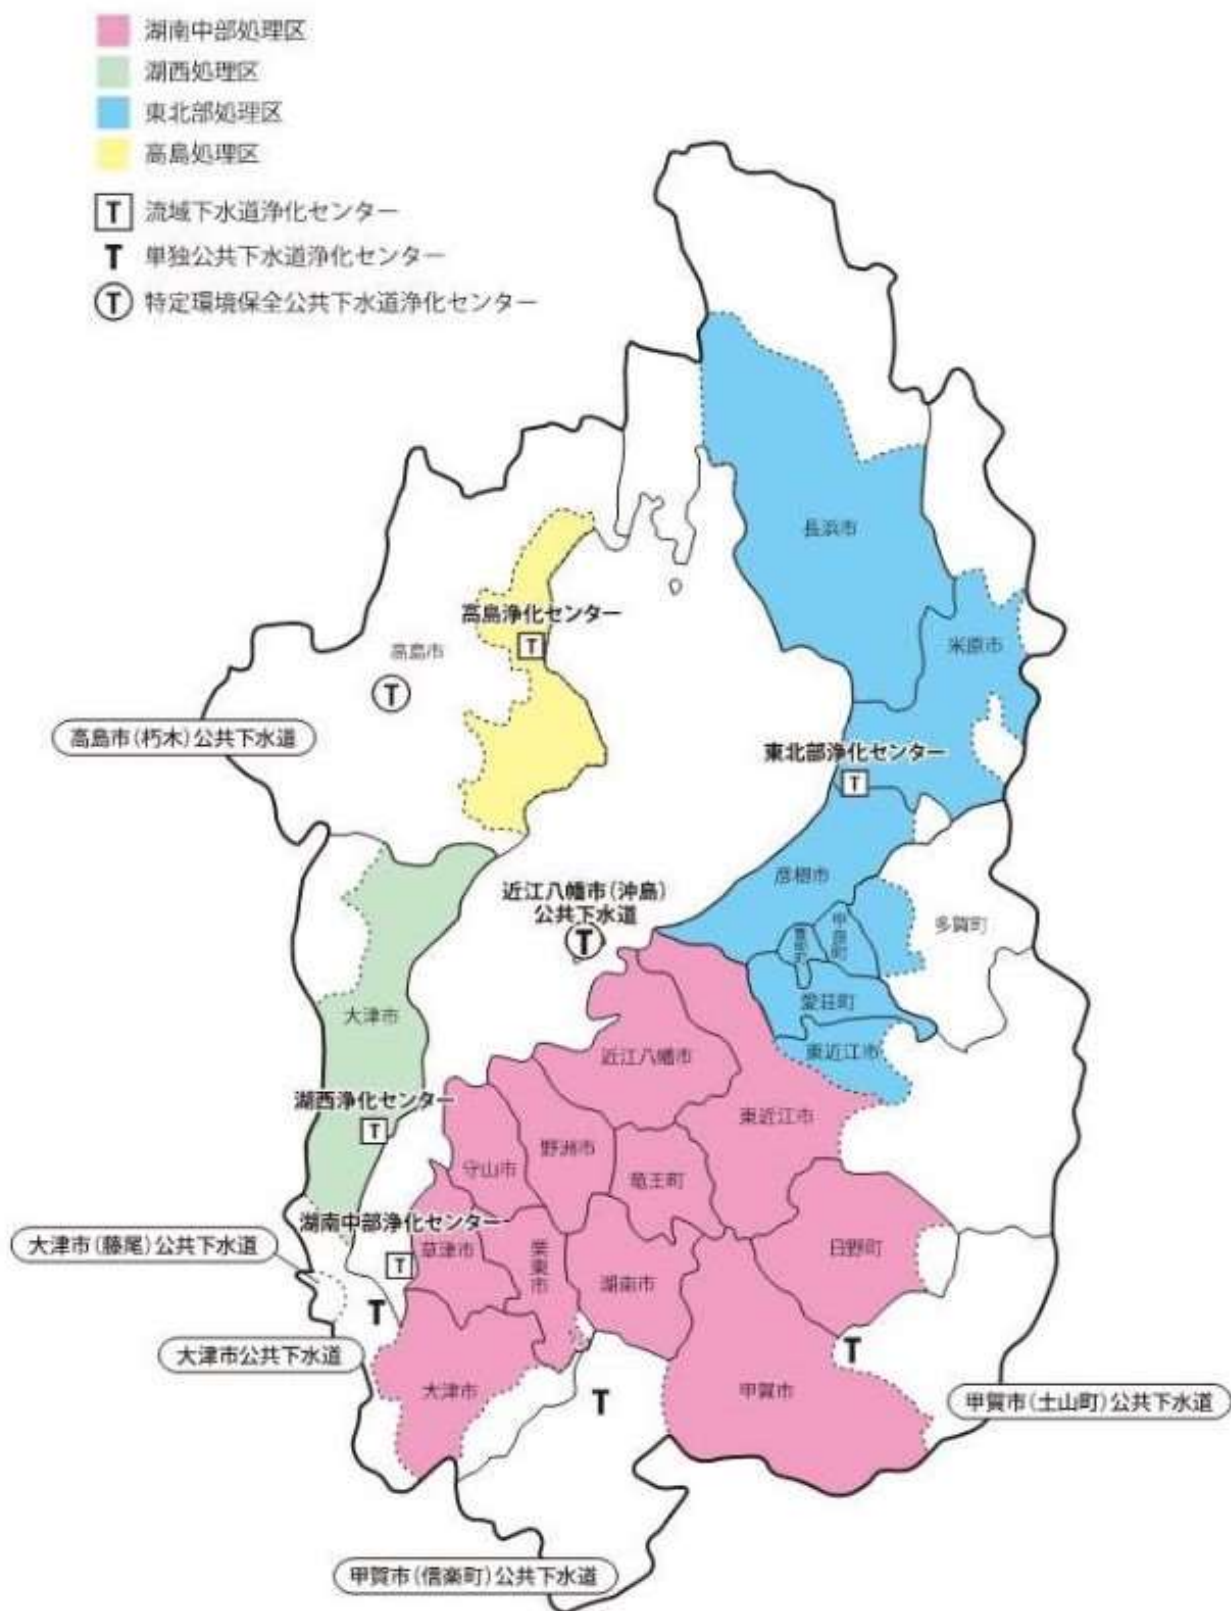 湖南中部処理区
湖西処理区
東北部処理区
高島処理区
T 流域下水道浄化センター
T 単独公共下水道浄化センター
T 特定環境保全公共下水道浄化センター
長浜市
高島浄化センター
T
高島市
T
米原市
高島市(朽木)公共下水道
東北部浄化センター
T
彦根市
近江八幡市(沖島)
公共下水道
T
甲良町
豊郷町
多賀町
愛荘町
大津市
東近江市
近江八幡市
湖西浄化センター
T
東近江市
守山市
野洲市
竜王町
湖南中部浄化センター
T
草津市
栗東市
湖南市
日野町
大津市(藤尾)公共下水道
T
大津市公共下水道
T
大津市
T
甲賀市
甲賀市(土山町)公共下水道
甲賀市(信楽町)公共下水道